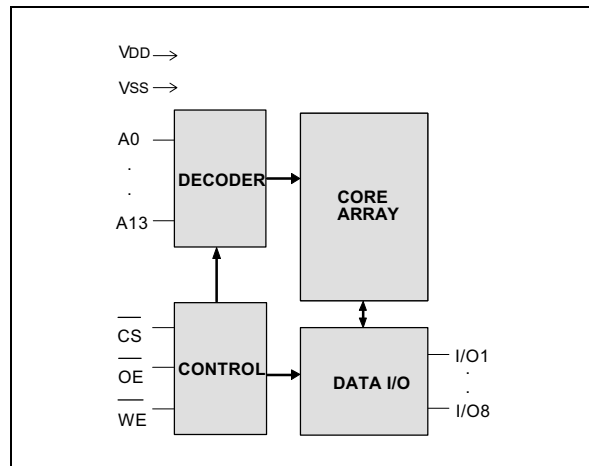 VDD
VSS
A0
.
.
A13
DECODER
CORE
ARRAY
CS
OE
WE
CONTROL
DATA I/O
I/O1
.
.
I/O8